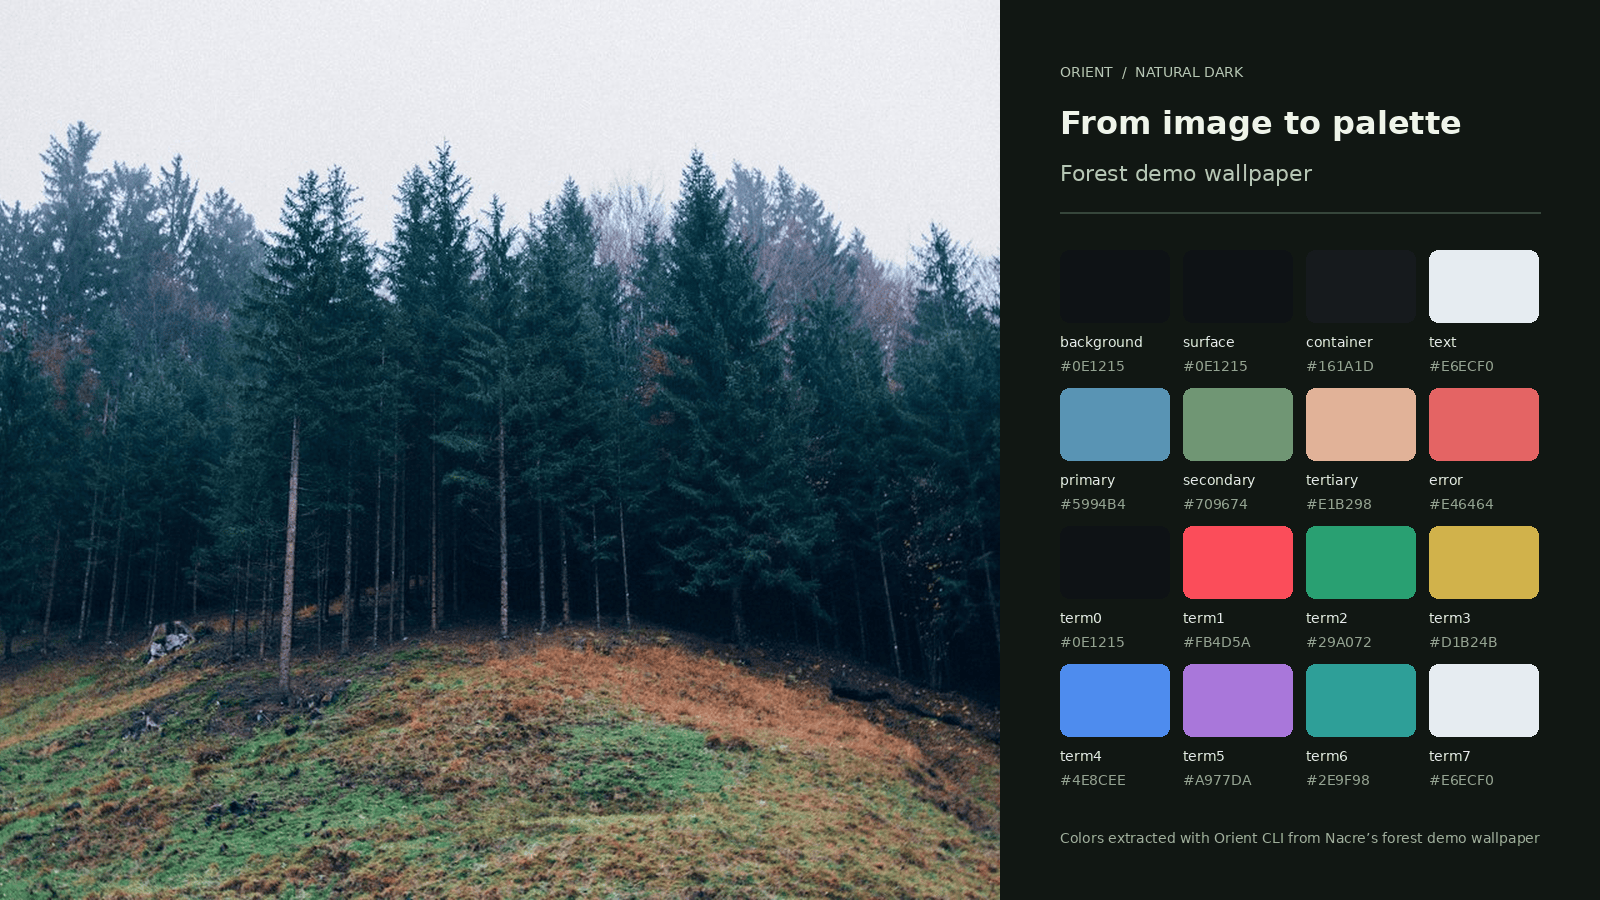 ORIENT / NATURAL DARK
From image to palette
Forest demo wallpaper
background surface container text
#0E1215 #0E1215 #161A1D #E6ECF0
primary secondary tertiary error
#5994B4 #709674 #E1B298 #E46464
term0 term1 term2 term3
#0E1215 #FB4D5A #29A072 #D1B24B
term4 term5 term6 term7
#4E8CEE #A977DA #2E9F98 #E6ECF0
Colors extracted with Orient CLI from Nacre’s forest demo wallpaper